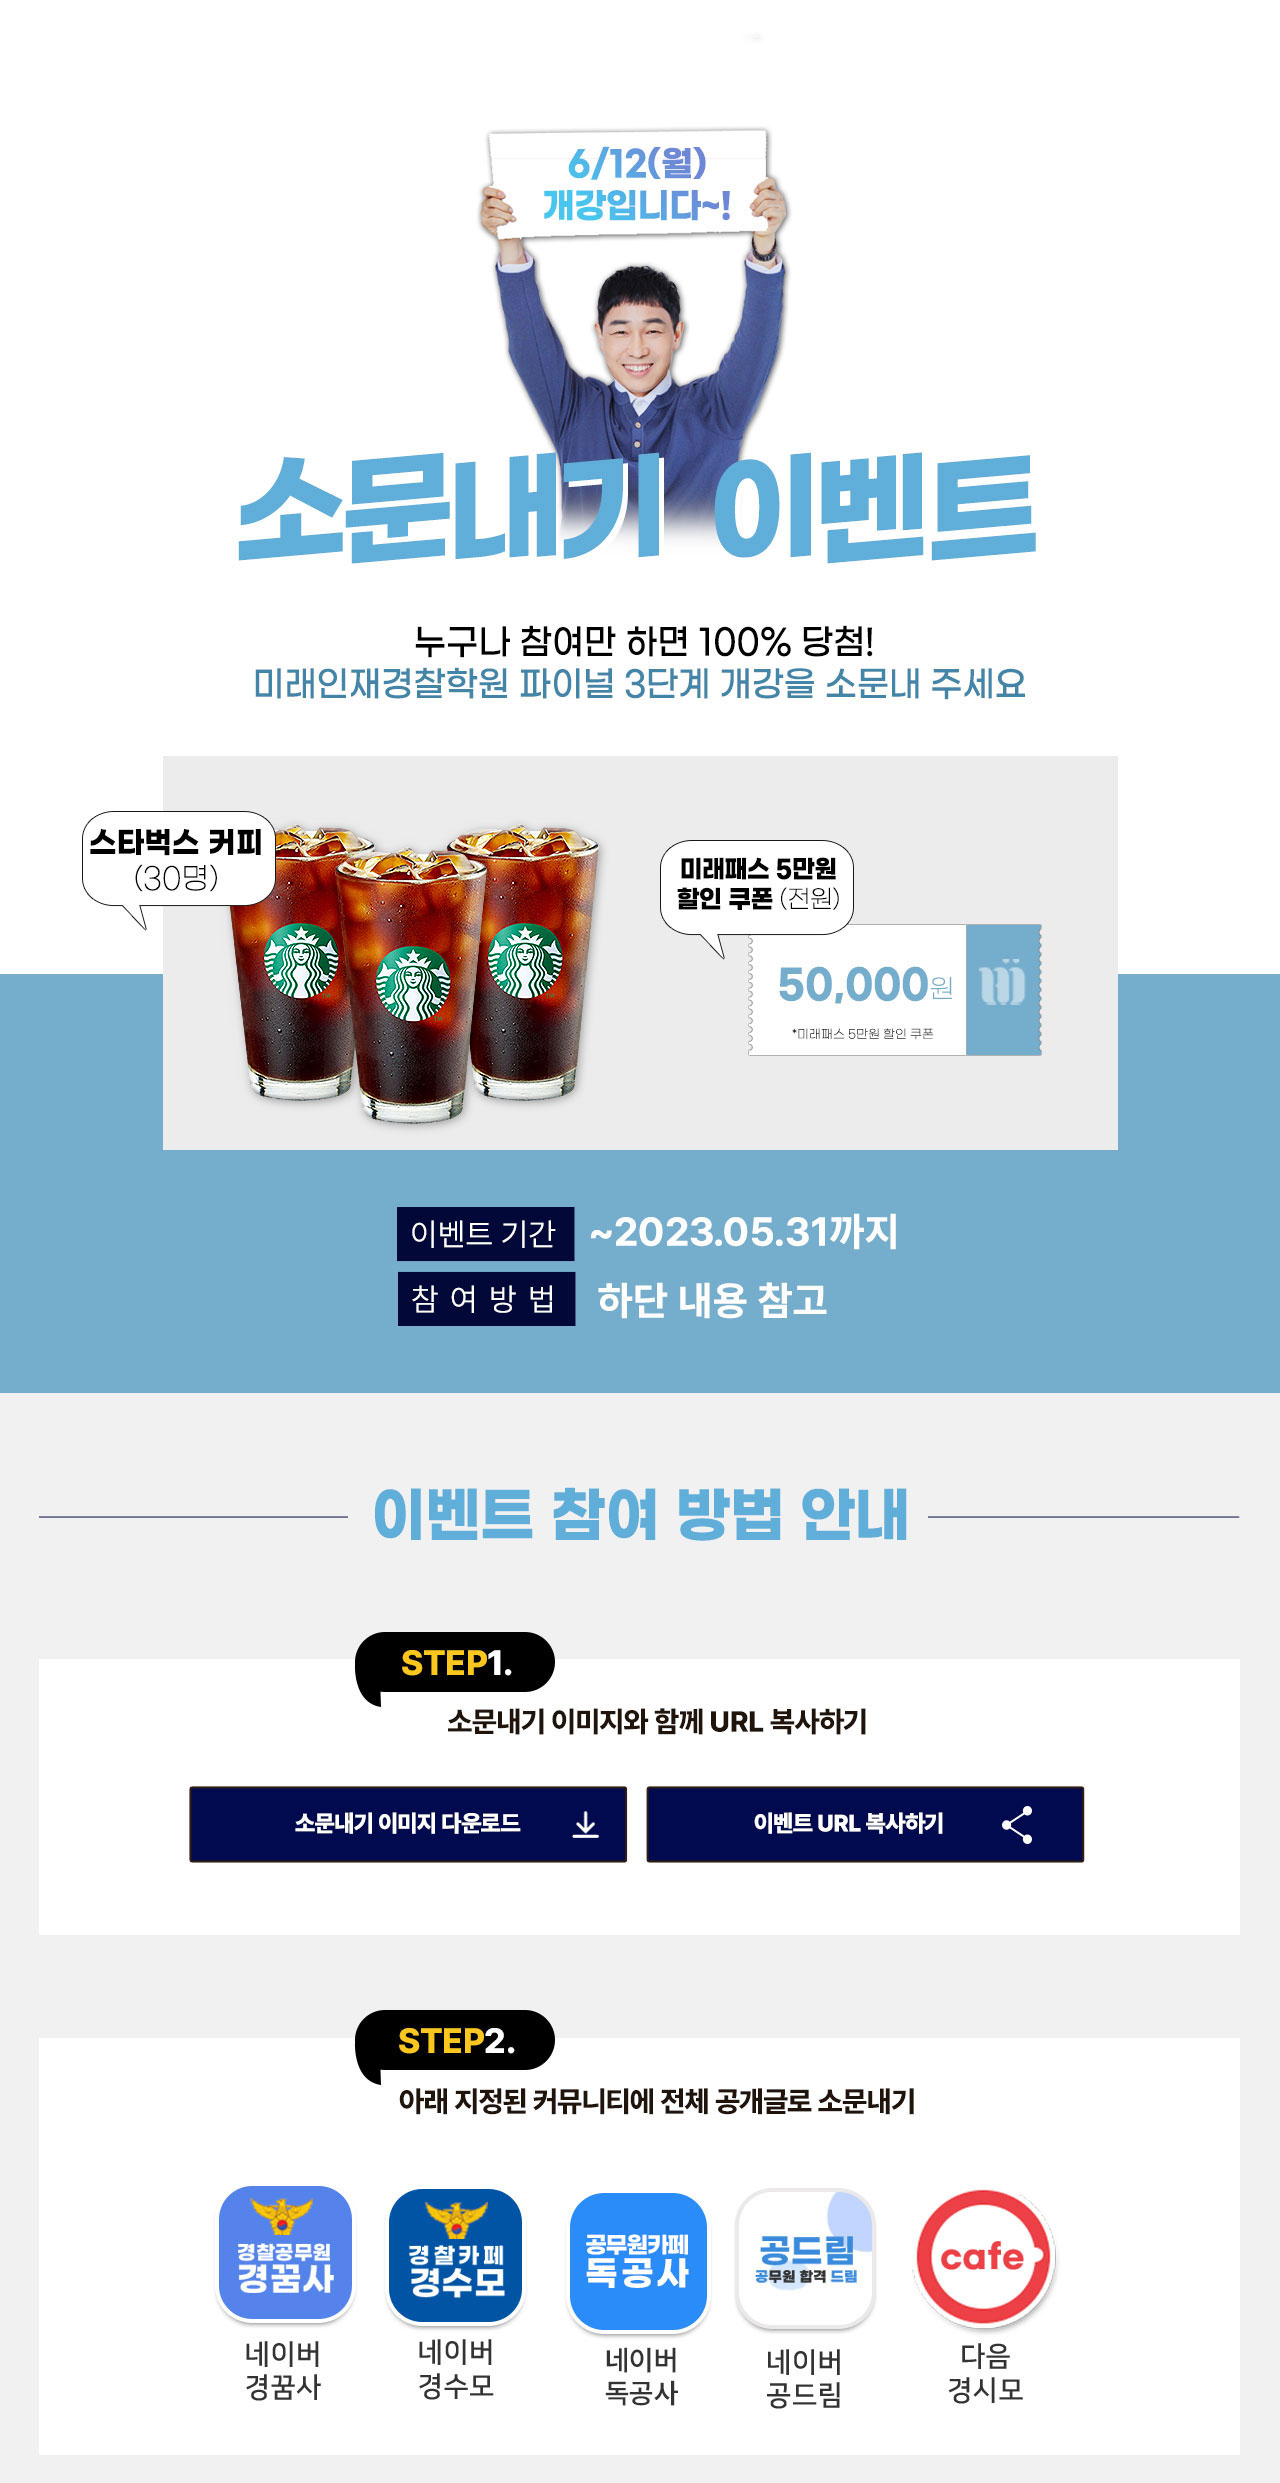 6/12(월)
개강입니다~!
소문내기 이벤트
누구나 참여만 하면 100% 당첨!
미래인재경찰학원 파이널 3단계 개강을 소문내 주세요
스타벅스 커피
(30명)
미래패스 5만원
할인 쿠폰 (전원)
50,000원
*미래패스 5만원 할인 쿠폰
이벤트 기간 ~2023.05.31까지
참 여 방 법 하단 내용 참고
이벤트 참여 방법 안내
STEP1.
소문내기 이미지와 함께 URL 복사하기
소문내기 이미지 다운로드
이벤트 URL 복사하기
STEP2.
아래 지정된 커뮤니티에 전체 공개글로 소문내기
경찰공무원
경꿈사
네이버
경꿈사
경찰카페
경수모
네이버
경수모
공무원카페
독공사
네이버
독공사
공드림
공무원 합격 드림
네이버
공드림
cafe
다음
경시모